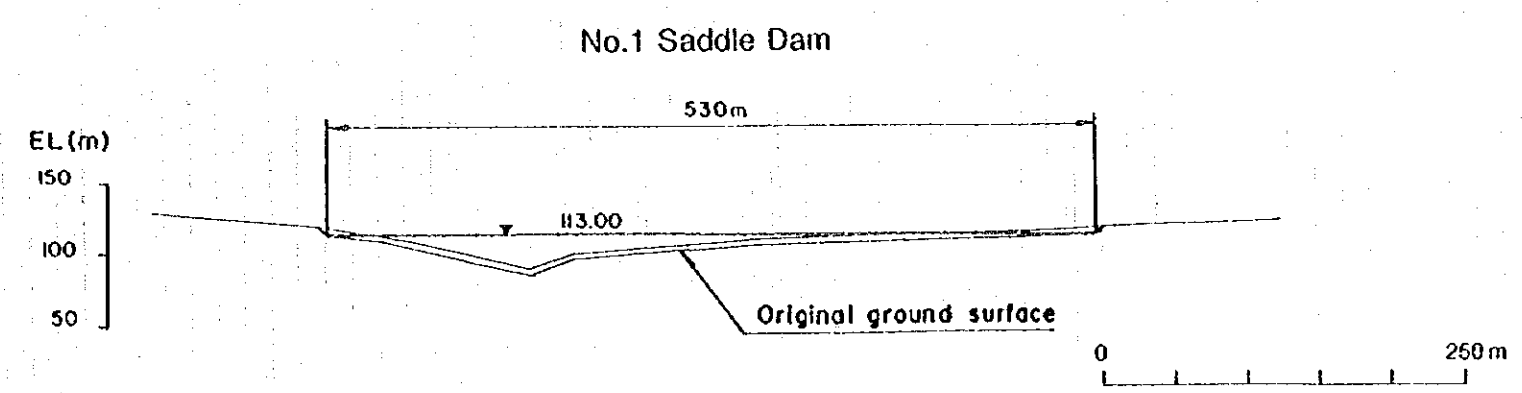 No.1 Saddle Dam
530m
EL(m)
150
113.00
100
50
Original ground surface
0 250m